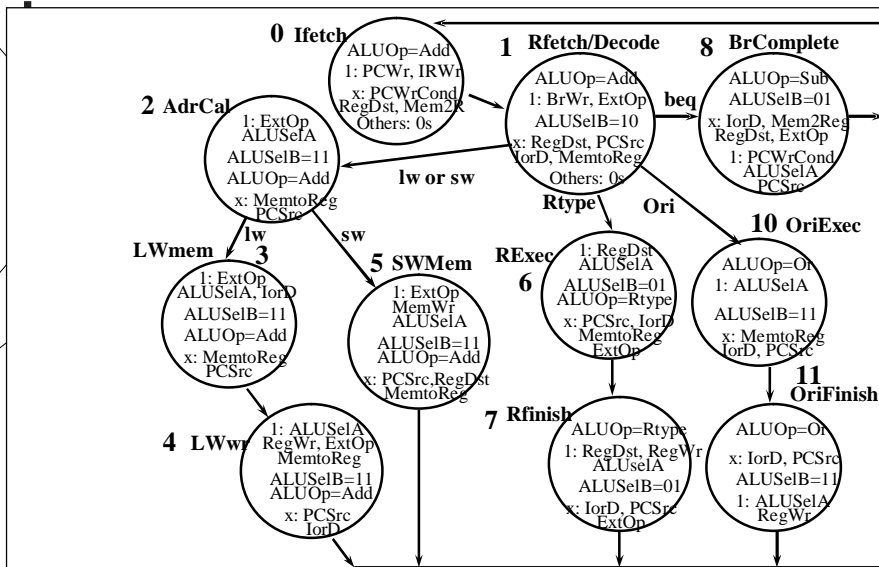 0 Ifetch
ALUOp=Add
1: PCWr, IRWr
x: PCWrCond
RegDst, Mem2R
Others: 0s
1 Rfetch/Decode
ALUOp=Add
1: BrWr, ExtOp
ALUSelB=10
x: RegDst, PCSrc
IorD, MemtoReg
Others: 0s
beq
8 BrComplete
ALUOp=Sub
ALUSelB=01
x: IorD, Mem2Reg
RegDst, ExtOp
1: PCWrCond
ALUSelA
PCSrc
2 AdrCal
1: ExtOp
ALUSelA
ALUSelB=11
ALUOp=Add
x: MemtoReg
PCSrc
lw or sw
Rtype
Ori
lw
sw
LWmem
3
1: ExtOp
ALUSelA, IorD
ALUSelB=11
ALUOp=Add
x: MemtoReg
PCSrc
5 SWMem
1: ExtOp
MemWr
ALUSelA
ALUSelB=11
ALUOp=Add
x: PCSrc,RegDst
MemtoReg
RExec
6
1: RegDst
ALUSelA
ALUSelB=01
ALUOp=Rtype
x: PCSrc, IorD
MemtoReg
ExtOp
10 OriExec
ALUOp=Or
1: ALUSelA
ALUSelB=11
x: MemtoReg
IorD, PCSrc
4 LWwr
1: ALUSelA
RegWr, ExtOp
MemtoReg
ALUSelB=11
ALUOp=Add
x: PCSrc
IorD
7 Rfinish
ALUOp=Rtype
1: RegDst, RegWr
ALUselA
ALUSelB=01
x: IorD, PCSrc
ExtOp
11
OriFinish
ALUOp=Or
x: IorD, PCSrc
ALUSelB=11
1: ALUSelA
RegWr